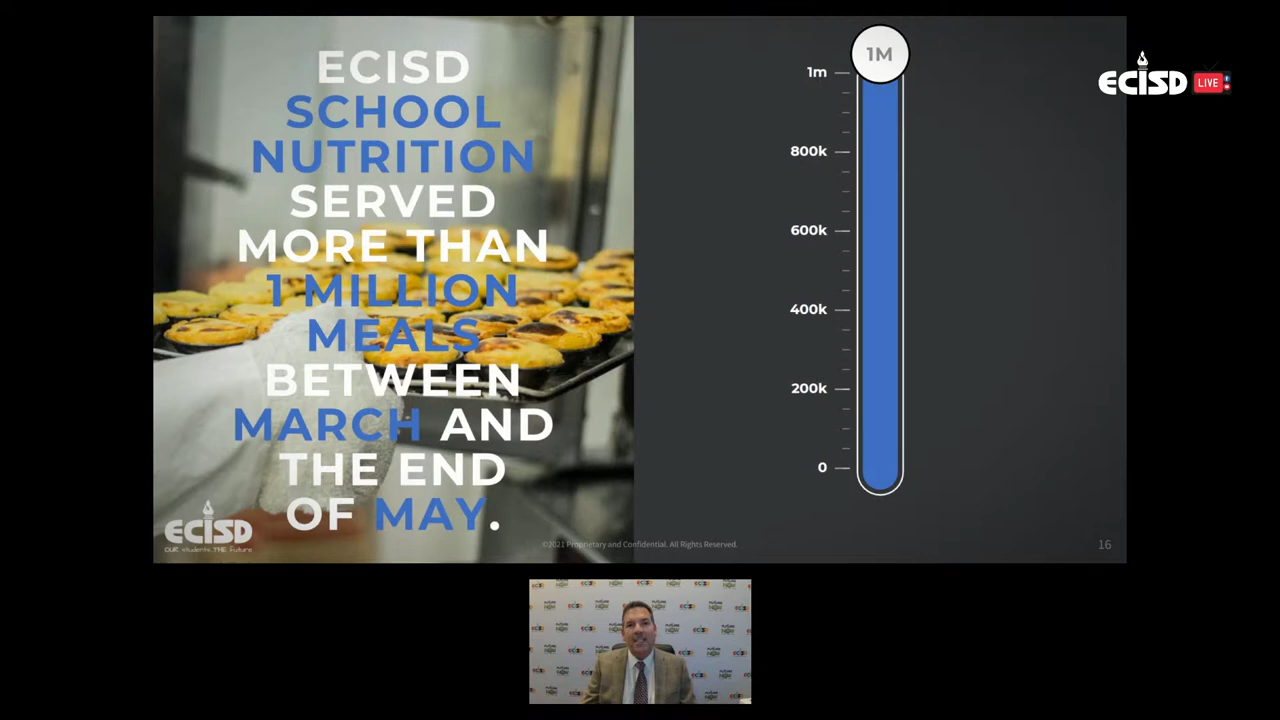 ECISD
SCHOOL
NUTRITION
SERVED
MORE THAN
1 MILLION
MEALS
BETWEEN
MARCH AND
THE END
OF MAY.
ECISD
OUR students. THE future.
1M
1m
800k
600k
400k
200k
0
©2021 Proprietary and Confidential. All Rights Reserved.
16
ECISD LIVE